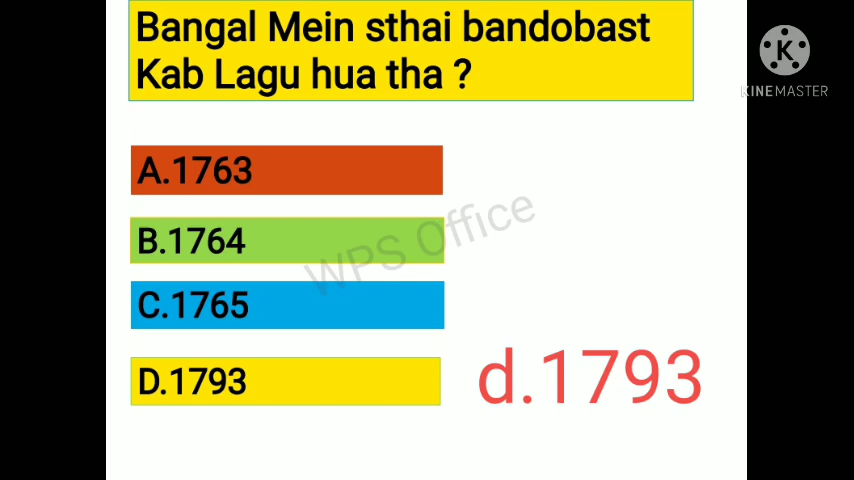 Bangal Mein sthai bandobast
Kab Lagu hua tha ?
K
KINEMASTER
A.1763
B.1764
WPS Office
C.1765
D.1793
d.1793